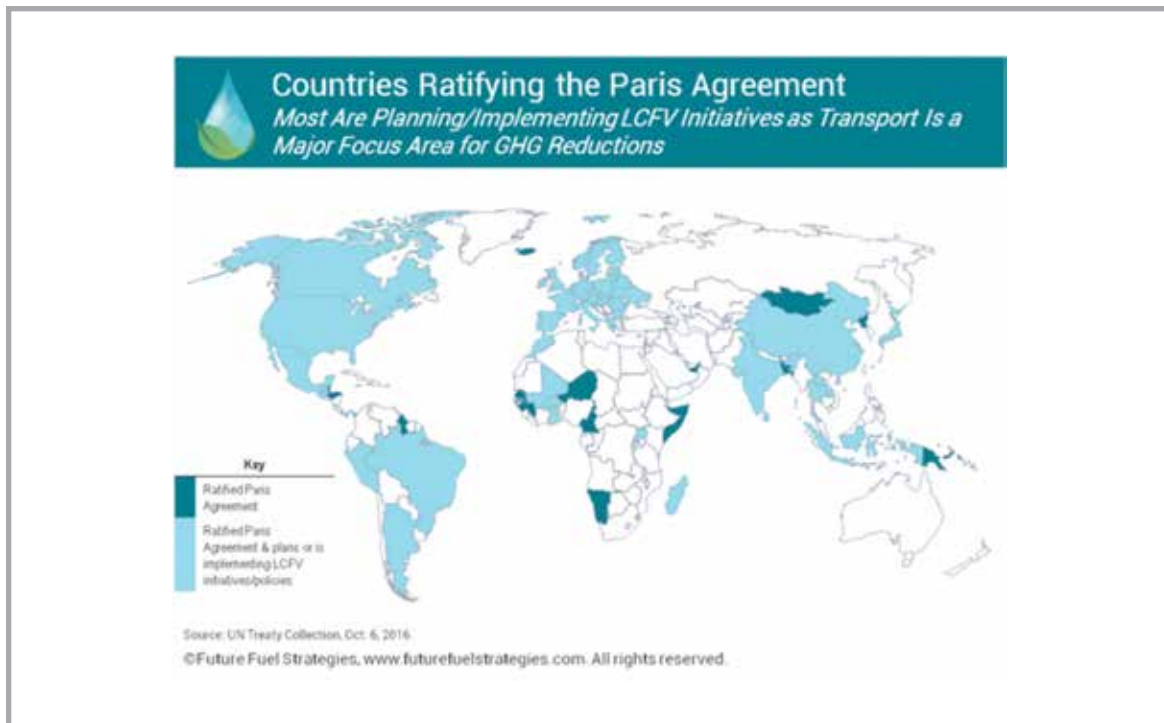 Countries Ratifying the Paris Agreement
Most Are Planning/Implementing LCFV Initiatives as Transport Is a
Major Focus Area for GHG Reductions
Key
Ratified Paris
Agreement
Ratified Paris
Agreement & plans or is
implementing LCFV
initiatives/policies
Source: UN Treaty Collection, Oct. 6, 2016
©Future Fuel Strategies, www.futurefuelstrategies.com. All rights reserved.